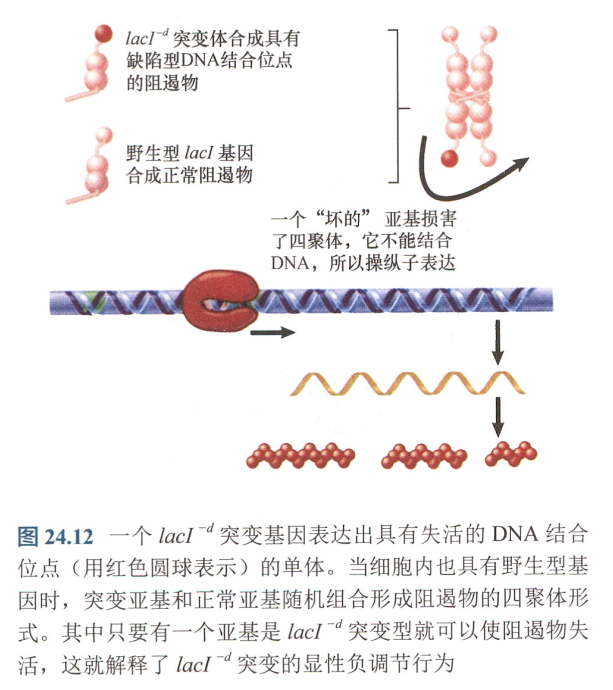 lacI⁻ᵈ 突变体合成具有
缺陷型DNA结合位点
的阻遏物
野生型 lacI 基因
合成正常阻遏物
一个“坏的” 亚基损害
了四聚体，它不能结合
DNA，所以操纵子表达
图 24.12 一个 lacI⁻ᵈ 突变基因表达出具有失活的 DNA 结合
位点（用红色圆球表示）的单体。当细胞内也具有野生型基
因时，突变亚基和正常亚基随机组合形成阻遏物的四聚体形
式。其中只要有一个亚基是 lacI⁻ᵈ 突变型就可以使阻遏物失
活，这就解释了 lacI⁻ᵈ 突变的显性负调节行为